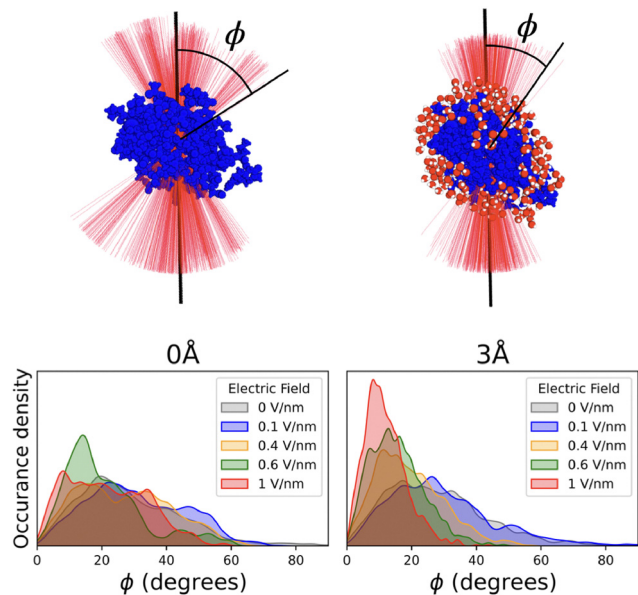 ϕ
ϕ
0Å
3Å
Electric Field
0 V/nm
0.1 V/nm
0.4 V/nm
0.6 V/nm
1 V/nm
Electric Field
0 V/nm
0.1 V/nm
0.4 V/nm
0.6 V/nm
1 V/nm
Occurance density
0 20 40 60 80
0 20 40 60 80
ϕ (degrees)
ϕ (degrees)